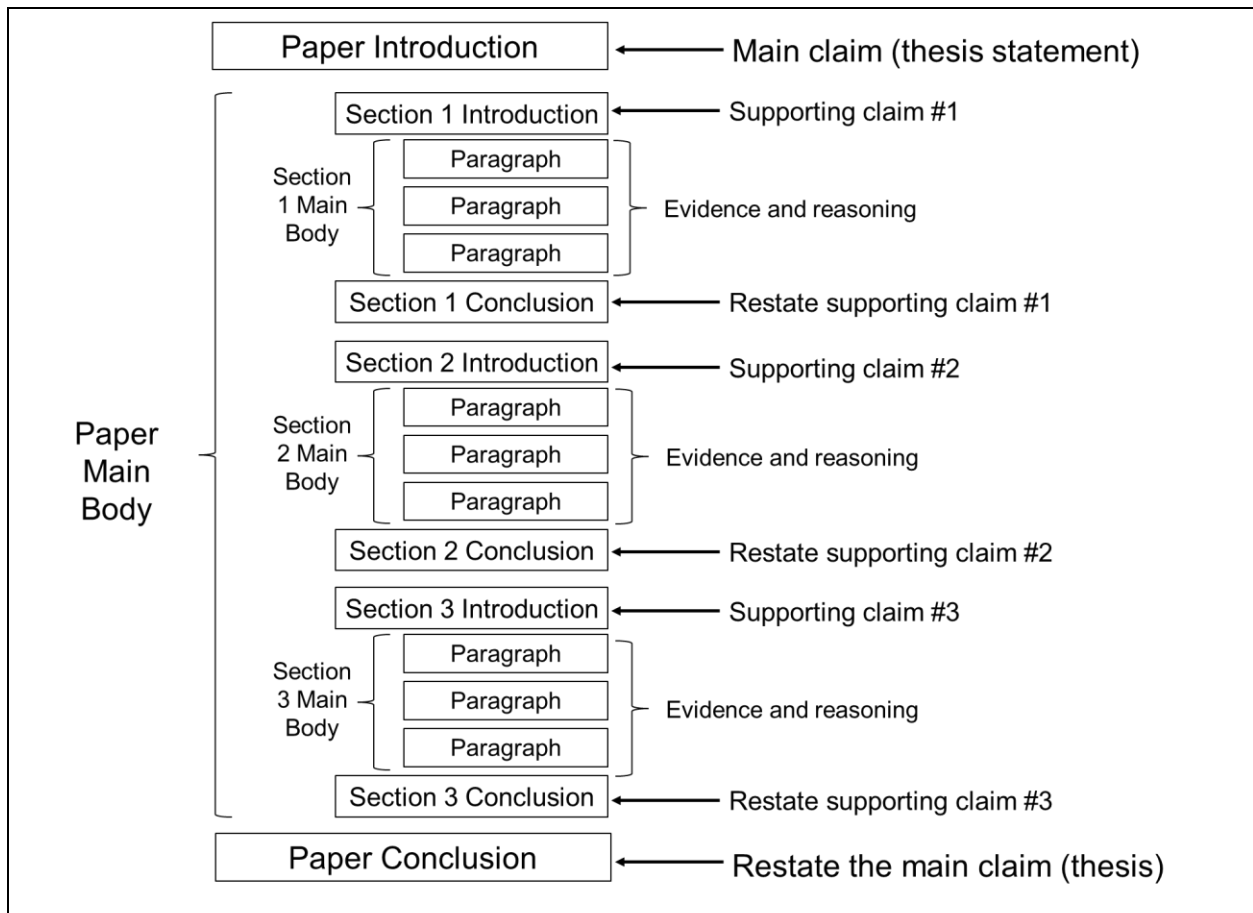 Paper Introduction
Main claim (thesis statement)
Section 1 Introduction
Supporting claim #1
Section
1 Main
Body
Paragraph
Paragraph
Paragraph
Evidence and reasoning
Section 1 Conclusion
Restate supporting claim #1
Section 2 Introduction
Supporting claim #2
Paper
Main
Body
Section
2 Main
Body
Paragraph
Paragraph
Paragraph
Evidence and reasoning
Section 2 Conclusion
Restate supporting claim #2
Section 3 Introduction
Supporting claim #3
Section
3 Main
Body
Paragraph
Paragraph
Paragraph
Evidence and reasoning
Section 3 Conclusion
Restate supporting claim #3
Paper Conclusion
Restate the main claim (thesis)